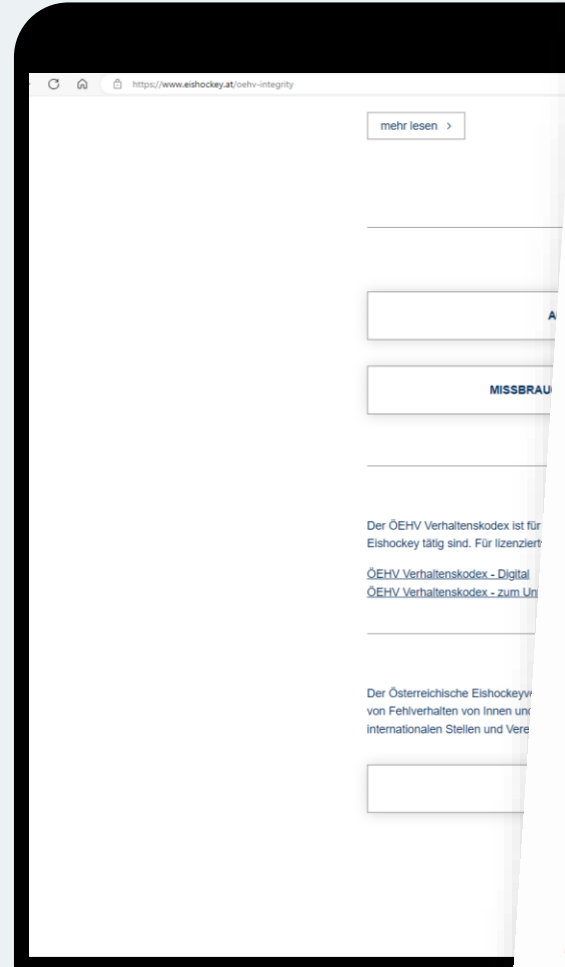 https://www.eishockey.at/oehv-integrity
mehr lesen >
MISSBRAU
Der ÖEHV Verhaltenskodex ist für
Eishockey tätig sind. Für lizenziert
ÖEHV Verhaltenskodex - Digital
ÖEHV Verhaltenskodex - zum Un
Der Österreichische Eishockeyv
von Fehlverhalten von Innen und
internationalen Stellen und Vere